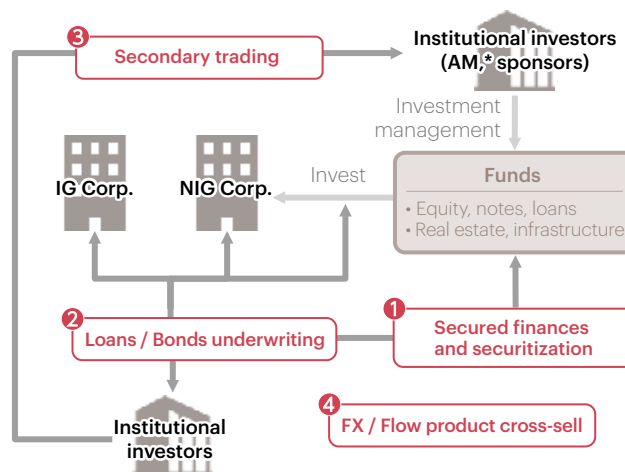 3
Secondary trading
Institutional investors
(AM,* sponsors)
Investment
management
IG Corp.
NIG Corp.
Invest
Funds
• Equity, notes, loans
• Real estate, infrastructure
2
Loans / Bonds underwriting
1
Secured finances
and securitization
Institutional
investors
4
FX / Flow product cross-sell